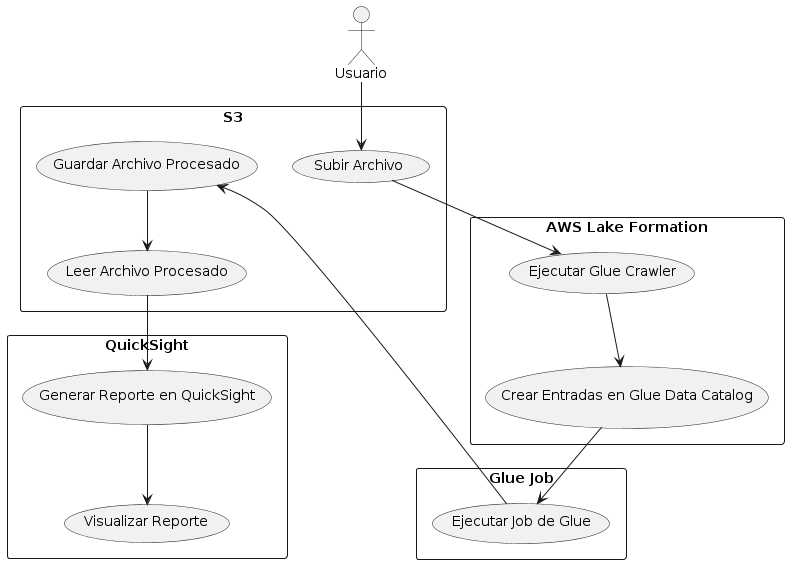 Usuario
S3
Guardar Archivo Procesado
Subir Archivo
AWS Lake Formation
Leer Archivo Procesado
Ejecutar Glue Crawler
QuickSight
Generar Reporte en QuickSight
Crear Entradas en Glue Data Catalog
Glue Job
Visualizar Reporte
Ejecutar Job de Glue